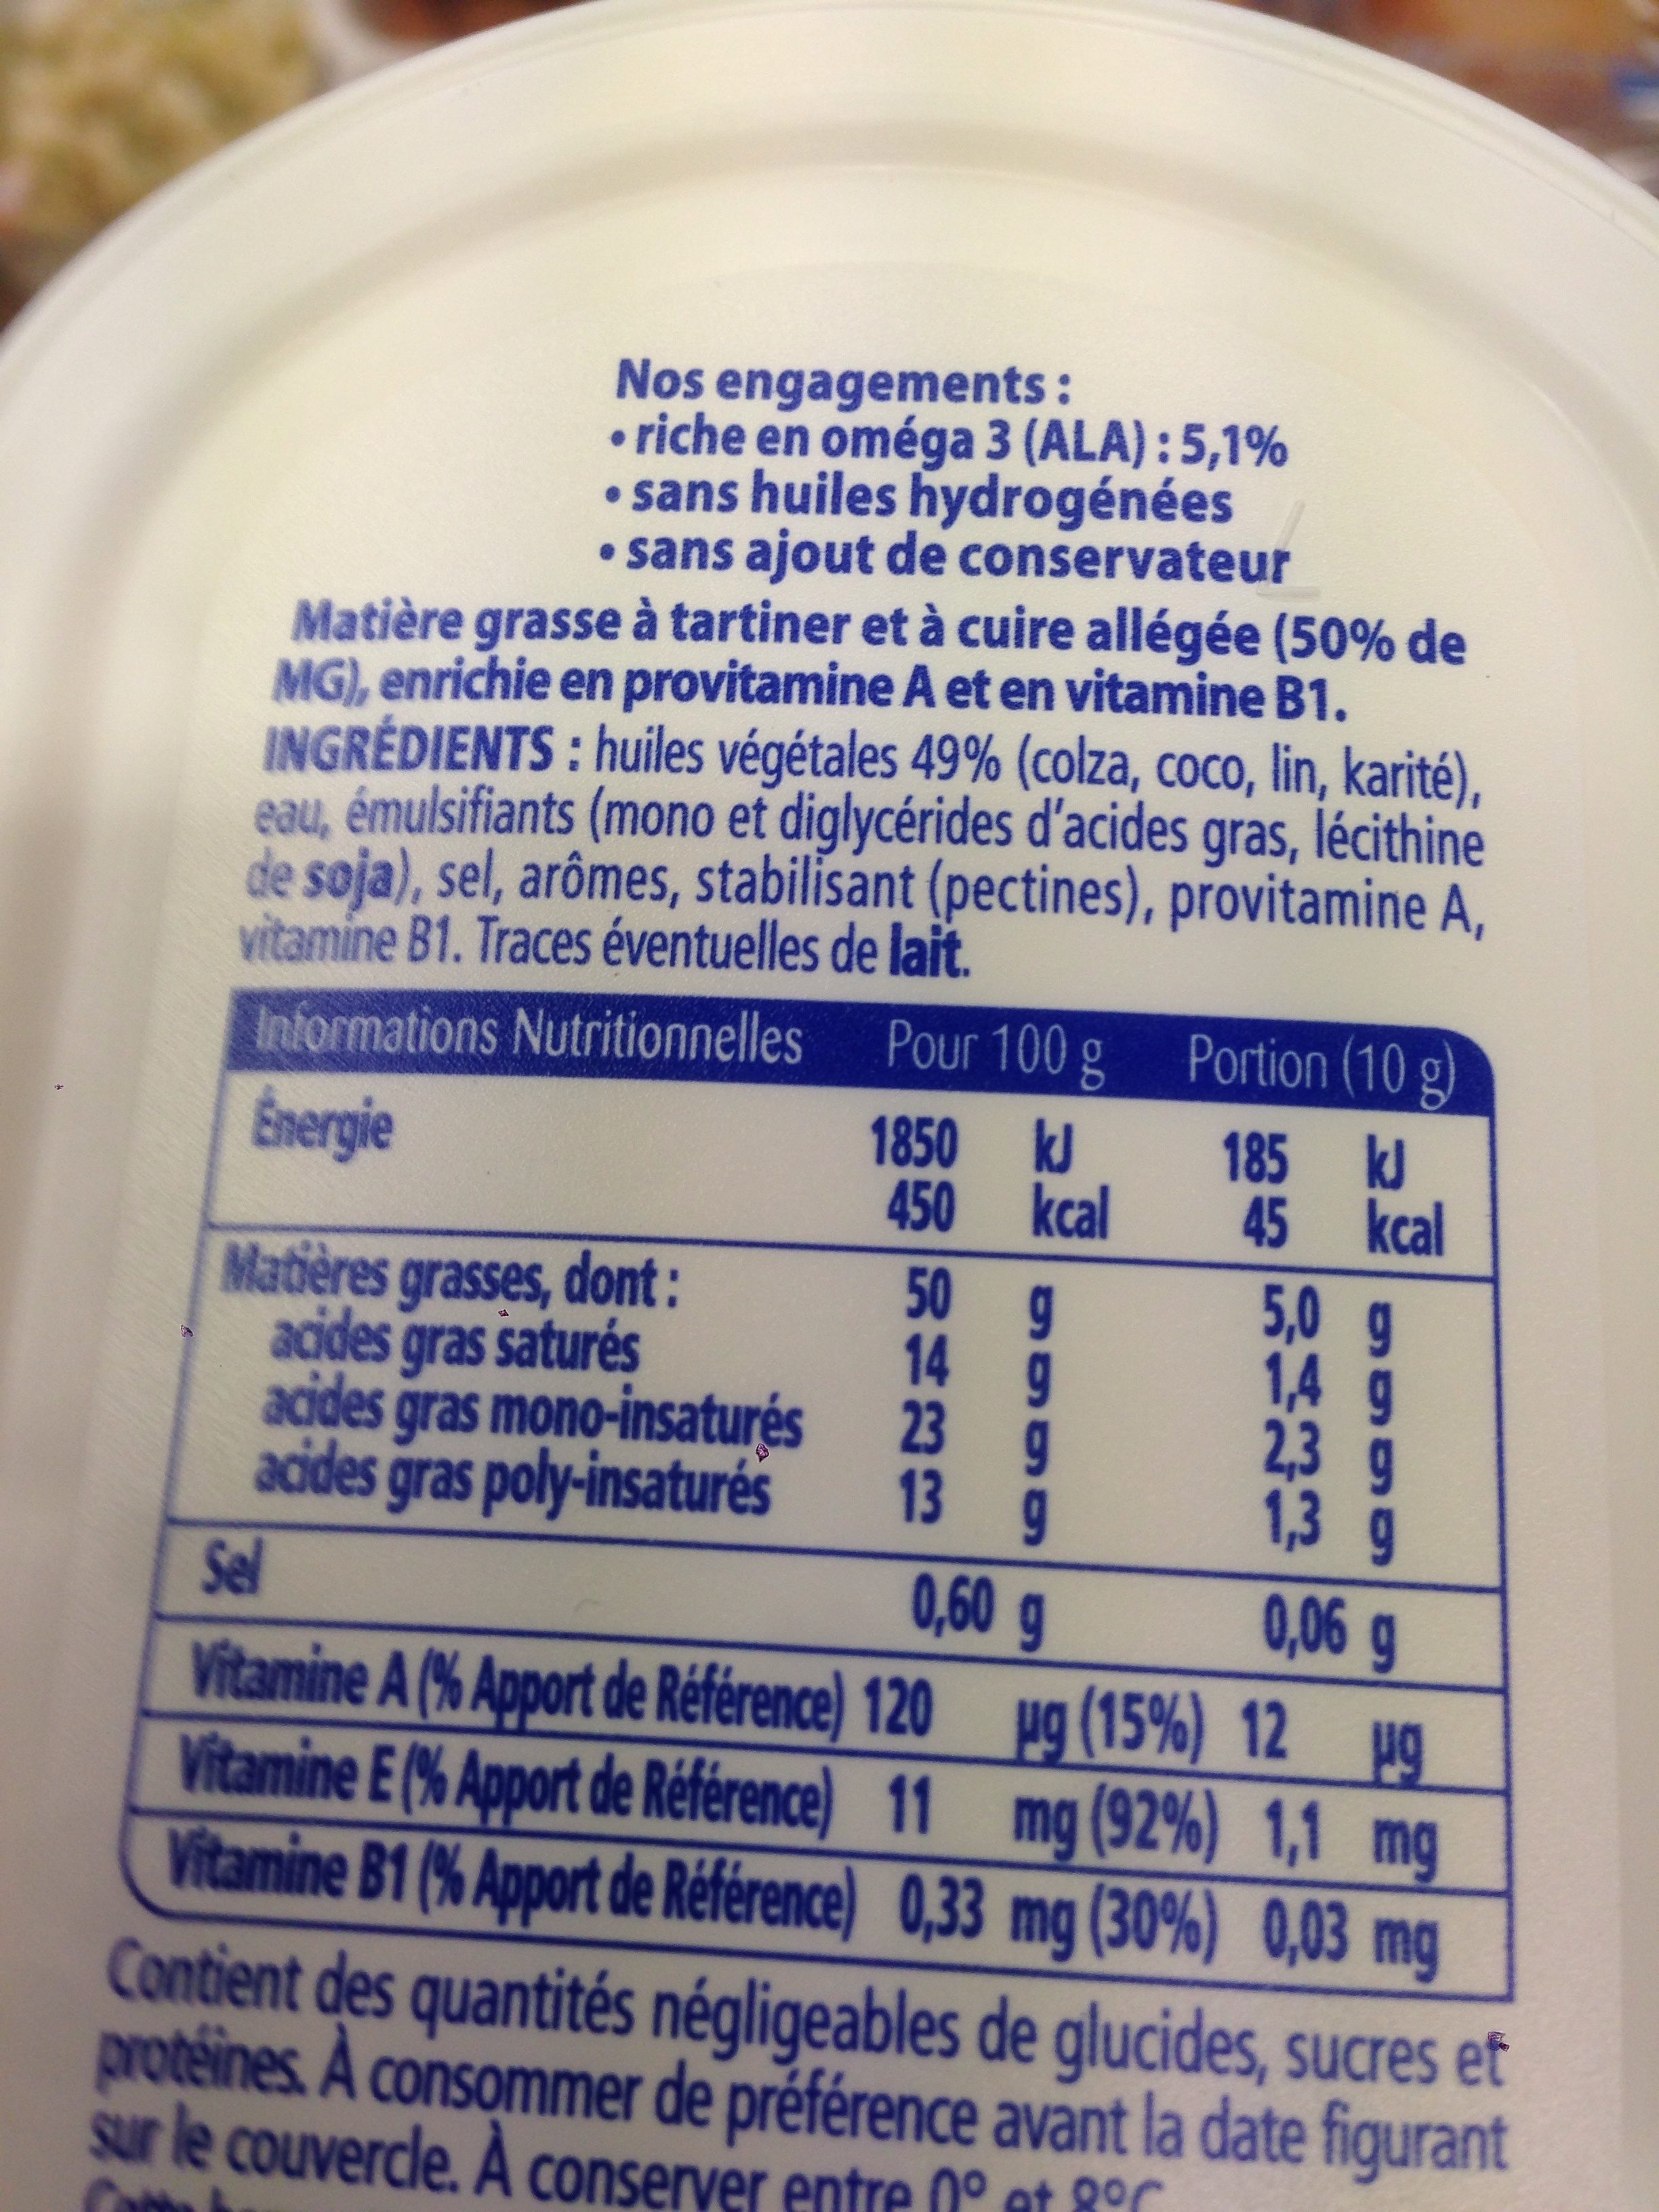 Nos engagements :
• riche en oméga 3 (ALA) : 5,1%
• sans huiles hydrogénées
• sans ajout de conservateur
Matière grasse à tartiner et à cuire allégée (50% de
MG), enrichie en provitamine A et en vitamine B1.
INGRÉDIENTS : huiles végétales 49% (colza, coco, lin, karité),
eau, émulsifiants (mono et diglycérides d'acides gras, lécithine
de soja), sel, arômes, stabilisant (pectines), provitamine A,
vitamine B1. Traces éventuelles de lait.
Informations Nutritionnelles Pour 100 g Portion (10 g)
Énergie 1850 kJ 185 kJ
450 kcal 45 kcal
Matières grasses, dont : 50 g 5,0 g
acides gras saturés 14 g 1,4 g
acides gras mono-insaturés 23 g 2,3 g
acides gras poly-insaturés 13 g 1,3 g
Sel 0,60 g 0,06 g
Vitamine A (% Apport de Référence) 120 µg (15%) 12 µg
Vitamine E (% Apport de Référence) 11 mg (92%) 1,1 mg
Vitamine B1 (% Apport de Référence) 0,33 mg (30%) 0,03 mg
Contient des quantités négligeables de glucides, sucres et
protéines. À consommer de préférence avant la date figurant
sur le couvercle. À conserver entre 0° et 8°C